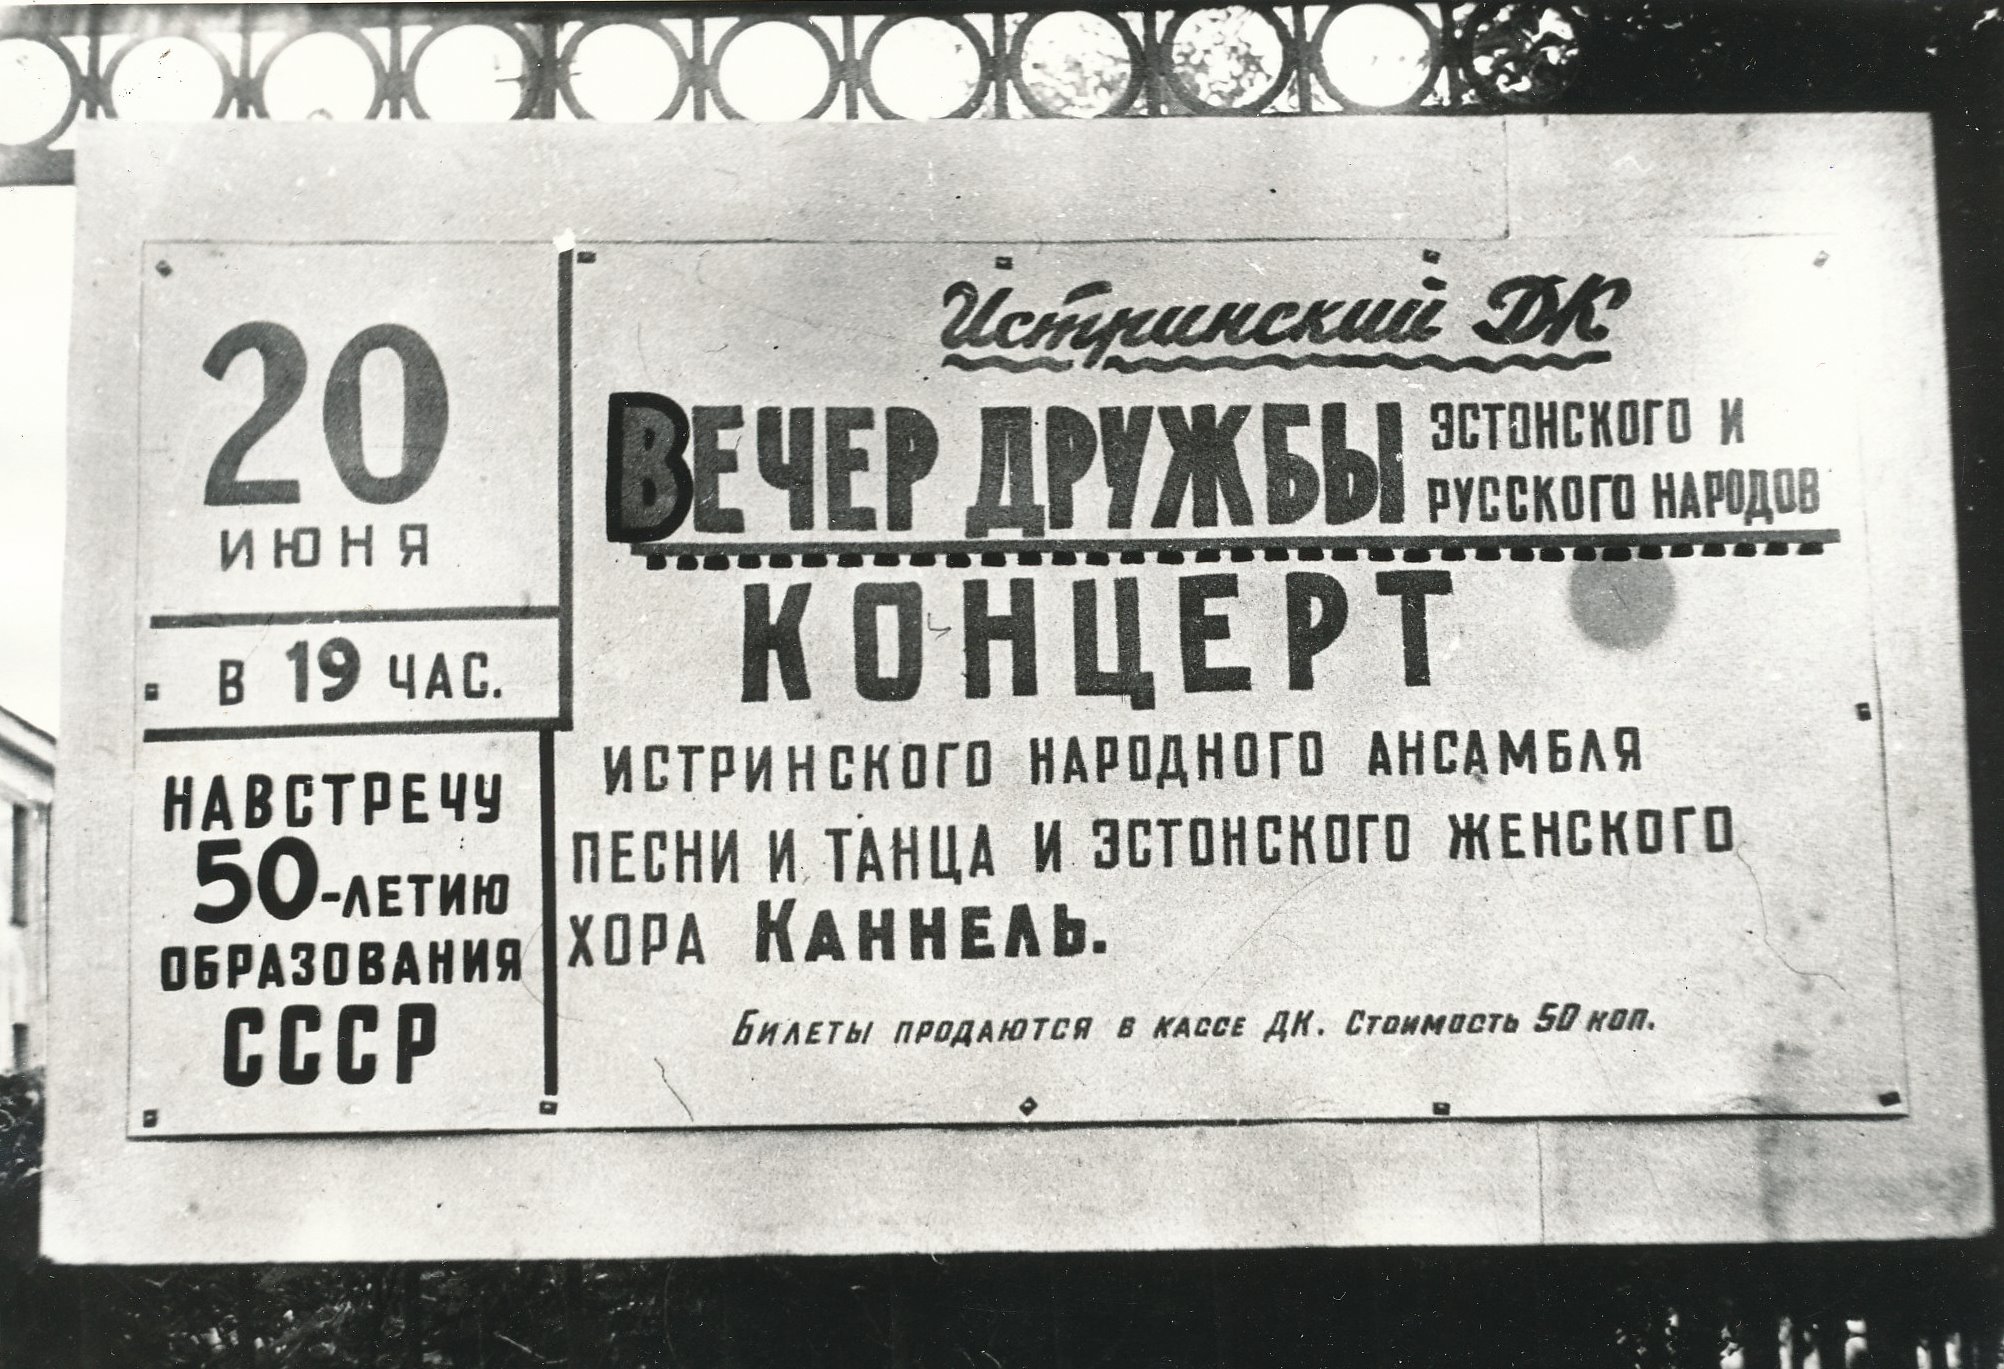 20
ИЮНЯ
В 19 ЧАС.
НАВСТРЕЧУ
50-ЛЕТИЮ
ОБРАЗОВАНИЯ
СССР
Истринский ДК
ВЕЧЕР ДРУЖБЫ ЭСТОНСКОГО И
РУССКОГО НАРОДОВ
КОНЦЕРТ
ИСТРИНСКОГО НАРОДНОГО АНСАМБЛЯ
ПЕСНИ И ТАНЦА И ЭСТОНСКОГО ЖЕНСКОГО
ХОРА КАННЕЛЬ.
БИЛЕТЫ ПРОДАЮТСЯ В КАССЕ ДК. Стоимость 50 коп.